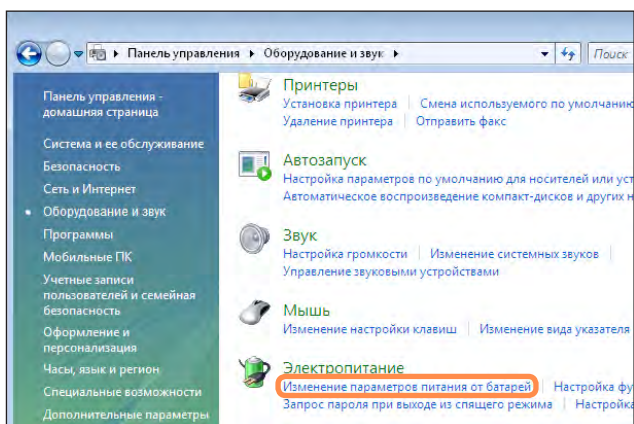 Панель управления ▸ Оборудование и звук ▸
Поиск
Панель управления -
домашняя страница
Система и ее обслуживание
Безопасность
Сеть и Интернет
Оборудование и звук
Программы
Мобильные ПК
Учетные записи
пользователей и семейная
безопасность
Оформление и
персонализация
Часы, язык и регион
Специальные возможности
Дополнительные параметры
Принтеры
Установка принтера | Смена используемого по умолчанию
Удаление принтера | Отправить факс
Автозапуск
Настройка параметров по умолчанию для носителей или уст
Автоматическое воспроизведение компакт-дисков и других н
Звук
Настройка громкости | Изменение системных звуков |
Управление звуковыми устройствами
Мышь
Изменение настройки клавиш | Изменение вида указателя
Электропитание
Изменение параметров питания от батарей | Настройка фу
Запрос пароля при выходе из спящего режима | Настройка